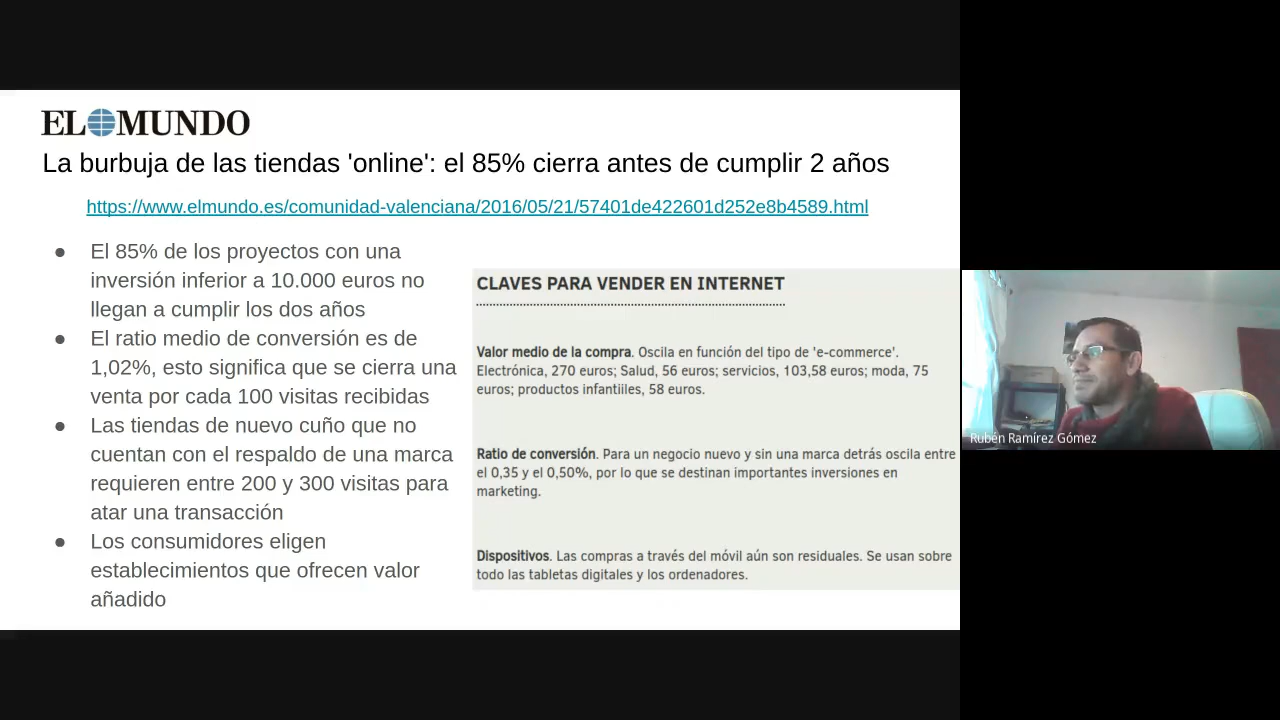 EL MUNDO
La burbuja de las tiendas 'online': el 85% cierra antes de cumplir 2 años
https://www.elmundo.es/comunidad-valenciana/2016/05/21/57401de422601d252e8b4589.html
● El 85% de los proyectos con una
inversión inferior a 10.000 euros no
llegan a cumplir los dos años
● El ratio medio de conversión es de
1,02%, esto significa que se cierra una
venta por cada 100 visitas recibidas
● Las tiendas de nuevo cuño que no
cuentan con el respaldo de una marca
requieren entre 200 y 300 visitas para
atar una transacción
● Los consumidores eligen
establecimientos que ofrecen valor
añadido
CLAVES PARA VENDER EN INTERNET
Valor medio de la compra. Oscila en función del tipo de 'e-commerce'.
Electrónica, 270 euros; Salud, 56 euros; servicios, 103,58 euros; moda, 75
euros; productos infantiiles, 58 euros.
Ratio de conversión. Para un negocio nuevo y sin una marca detrás oscila entre
el 0,35 y el 0,50%, por lo que se destinan importantes inversiones en
marketing.
Dispositivos. Las compras a través del móvil aún son residuales. Se usan sobre
todo las tabletas digitales y los ordenadores.
Rubén Ramírez Gómez